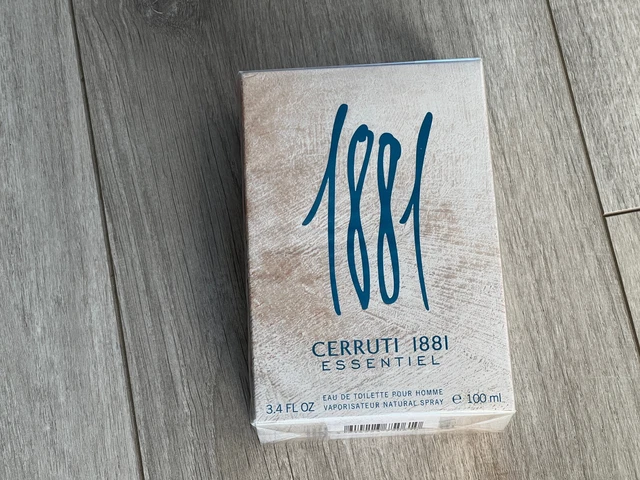 1881
CERRUTI 1881
ESSENTIEL
EAU DE TOILETTE POUR HOMME
3.4 FL OZ VAPORISATEUR NATURAL SPRAY ℮ 100 ml